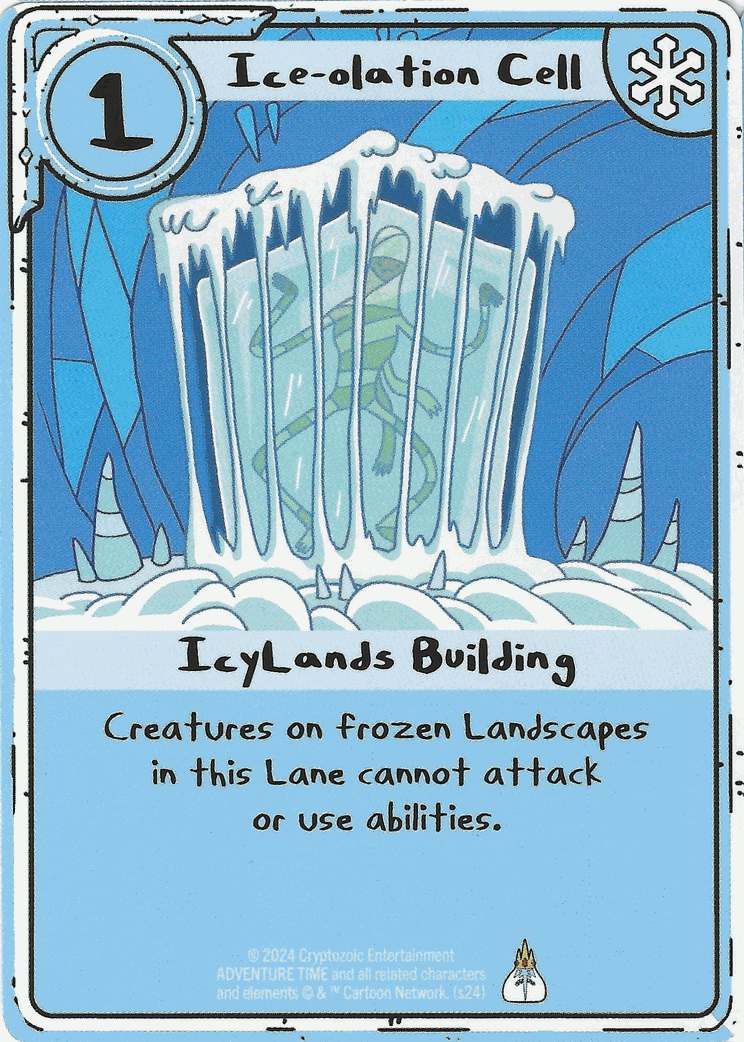 1
Ice-olation Cell
IcyLands Building
Creatures on frozen Landscapes
in this Lane cannot attack
or use abilities.
© 2024 Cryptozoic Entertainment
ADVENTURE TIME and all related characters
and elements © & ™ Cartoon Network. (s24)